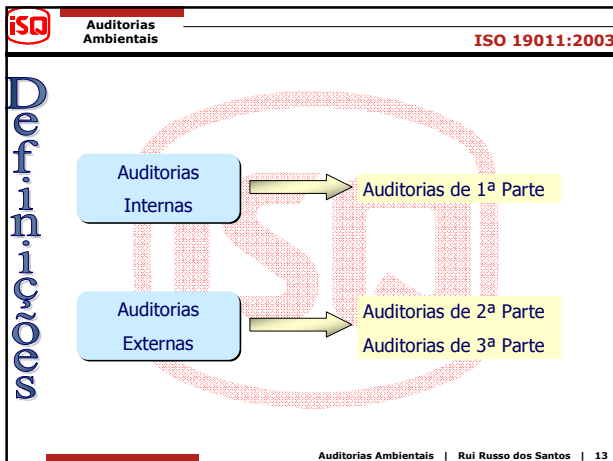 isQ
Auditorias
Ambientais
ISO 19011:2003
Definições
Auditorias
Internas
Auditorias de 1ª Parte
Auditorias
Externas
Auditorias de 2ª Parte
Auditorias de 3ª Parte
ISQ
Auditorias Ambientais | Rui Russo dos Santos | 13